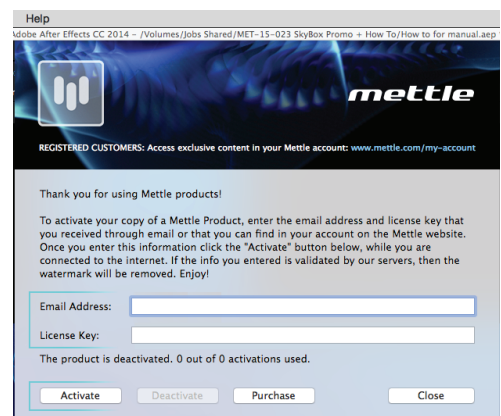 Help
Adobe After Effects CC 2014 - /Volumes/Jobs Shared/MET-15-023 SkyBox Promo + How To/How to for manual.aep *
mettle
REGISTERED CUSTOMERS: Access exclusive content in your Mettle account: www.mettle.com/my-account
Thank you for using Mettle products!
To activate your copy of a Mettle Product, enter the email address and license key that
you received through email or that you can find in your account on the Mettle website.
Once you enter this information click the "Activate" button below, while you are
connected to the internet. If the info you entered is validated by our servers, then the
watermark will be removed. Enjoy!
Email Address:
License Key:
The product is deactivated. 0 out of 0 activations used.
Activate Deactivate Purchase Close